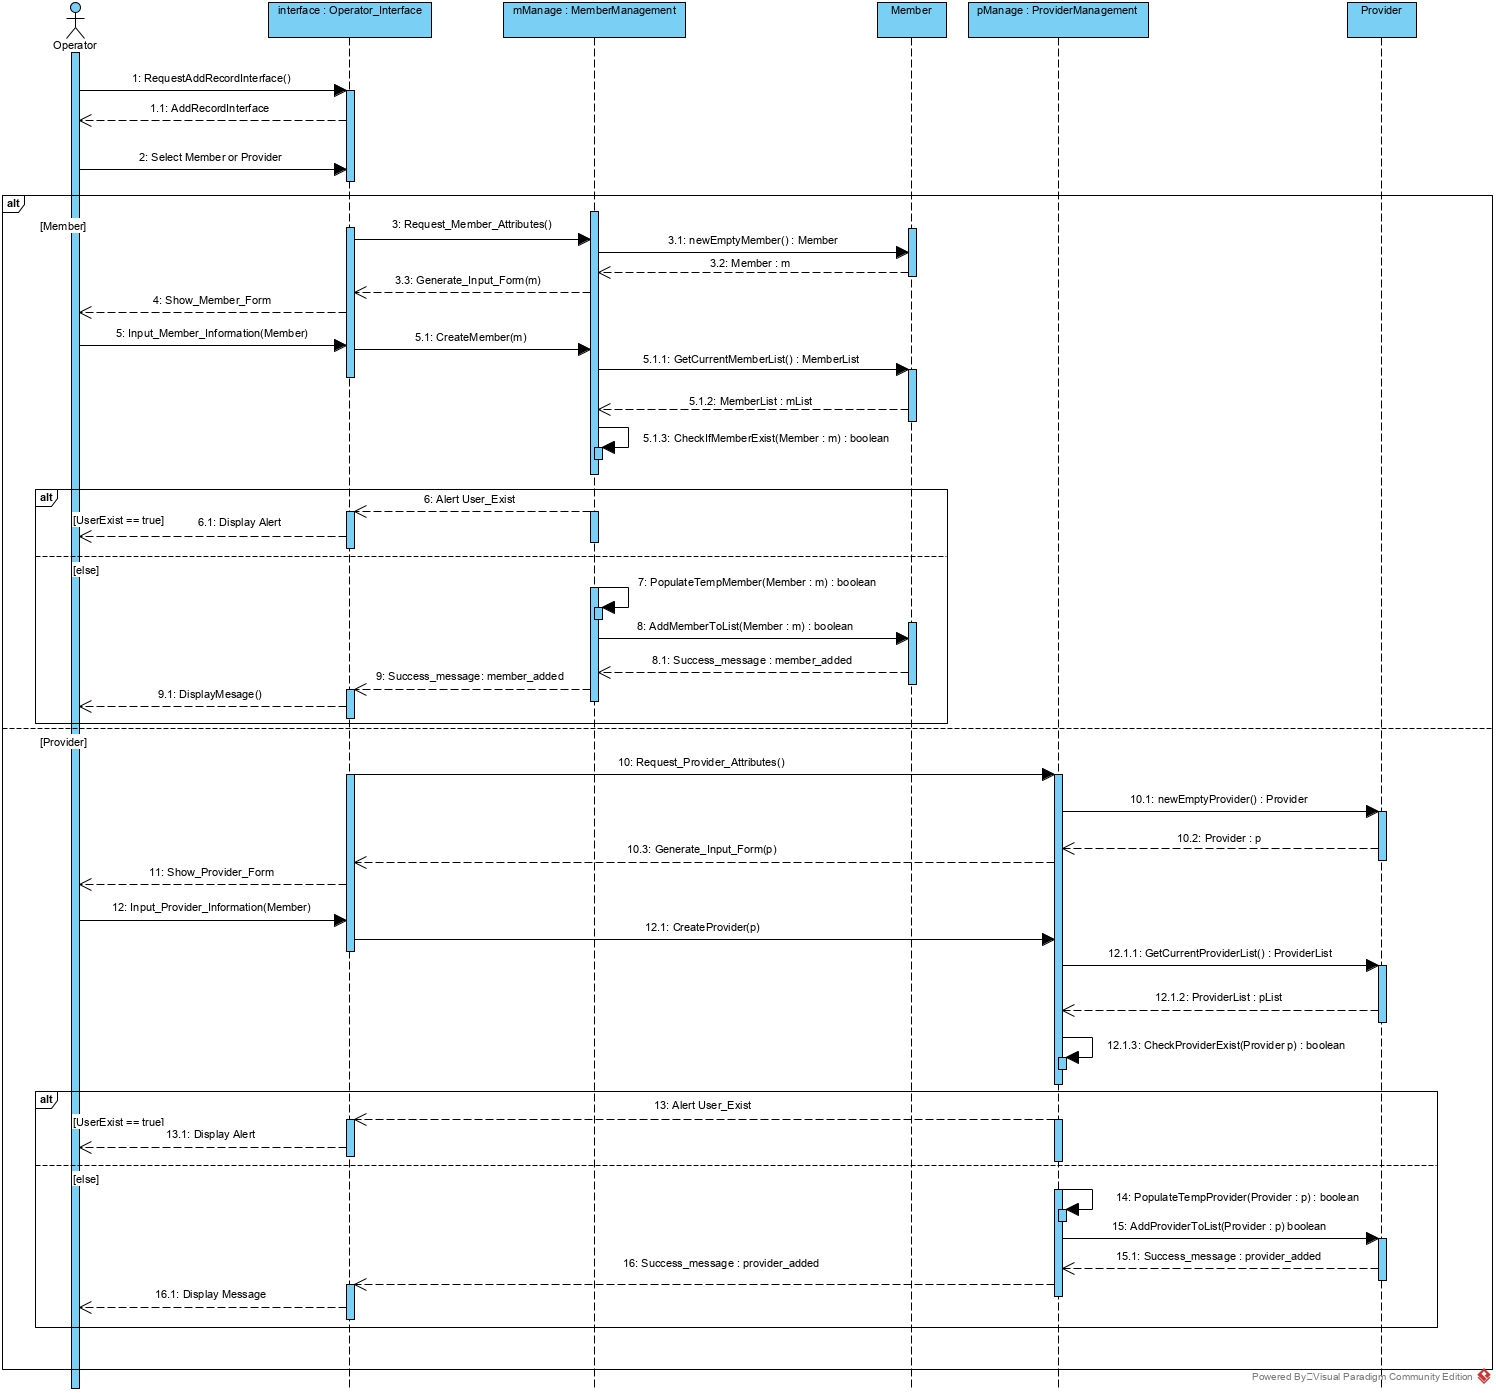 interface : Operator_Interface
mManage : MemberManagement
Member
pManage : ProviderManagement
Provider
Operator
1: RequestAddRecordInterface()
1.1: AddRecordInterface
2: Select Member or Provider
alt
[Member]
3: Request_Member_Attributes()
3.1: newEmptyMember() : Member
3.2: Member : m
3.3: Generate_Input_Form(m)
4: Show_Member_Form
5: Input_Member_Information(Member)
5.1: CreateMember(m)
5.1.1: GetCurrentMemberList() : MemberList
5.1.2: MemberList : mList
5.1.3: CheckIfMemberExist(Member : m) : boolean
alt
6: Alert User_Exist
[UserExist == true]
6.1: Display Alert
[else]
7: PopulateTempMember(Member : m) : boolean
8: AddMemberToList(Member : m) : boolean
8.1: Success_message : member_added
9: Success_message: member_added
9.1: DisplayMesage()
[Provider]
10: Request_Provider_Attributes()
10.1: newEmptyProvider() : Provider
10.2: Provider : p
10.3: Generate_Input_Form(p)
11: Show_Provider_Form
12: Input_Provider_Information(Member)
12.1: CreateProvider(p)
12.1.1: GetCurrentProviderList() : ProviderList
12.1.2: ProviderList : pList
12.1.3: CheckProviderExist(Provider p) : boolean
alt
13: Alert User_Exist
[UserExist == true]
13.1: Display Alert
[else]
14: PopulateTempProvider(Provider : p) : boolean
15: AddProviderToList(Provider : p) boolean
15.1: Success_message : provider_added
16: Success_message : provider_added
16.1: Display Message
Powered By Visual Paradigm Community Edition